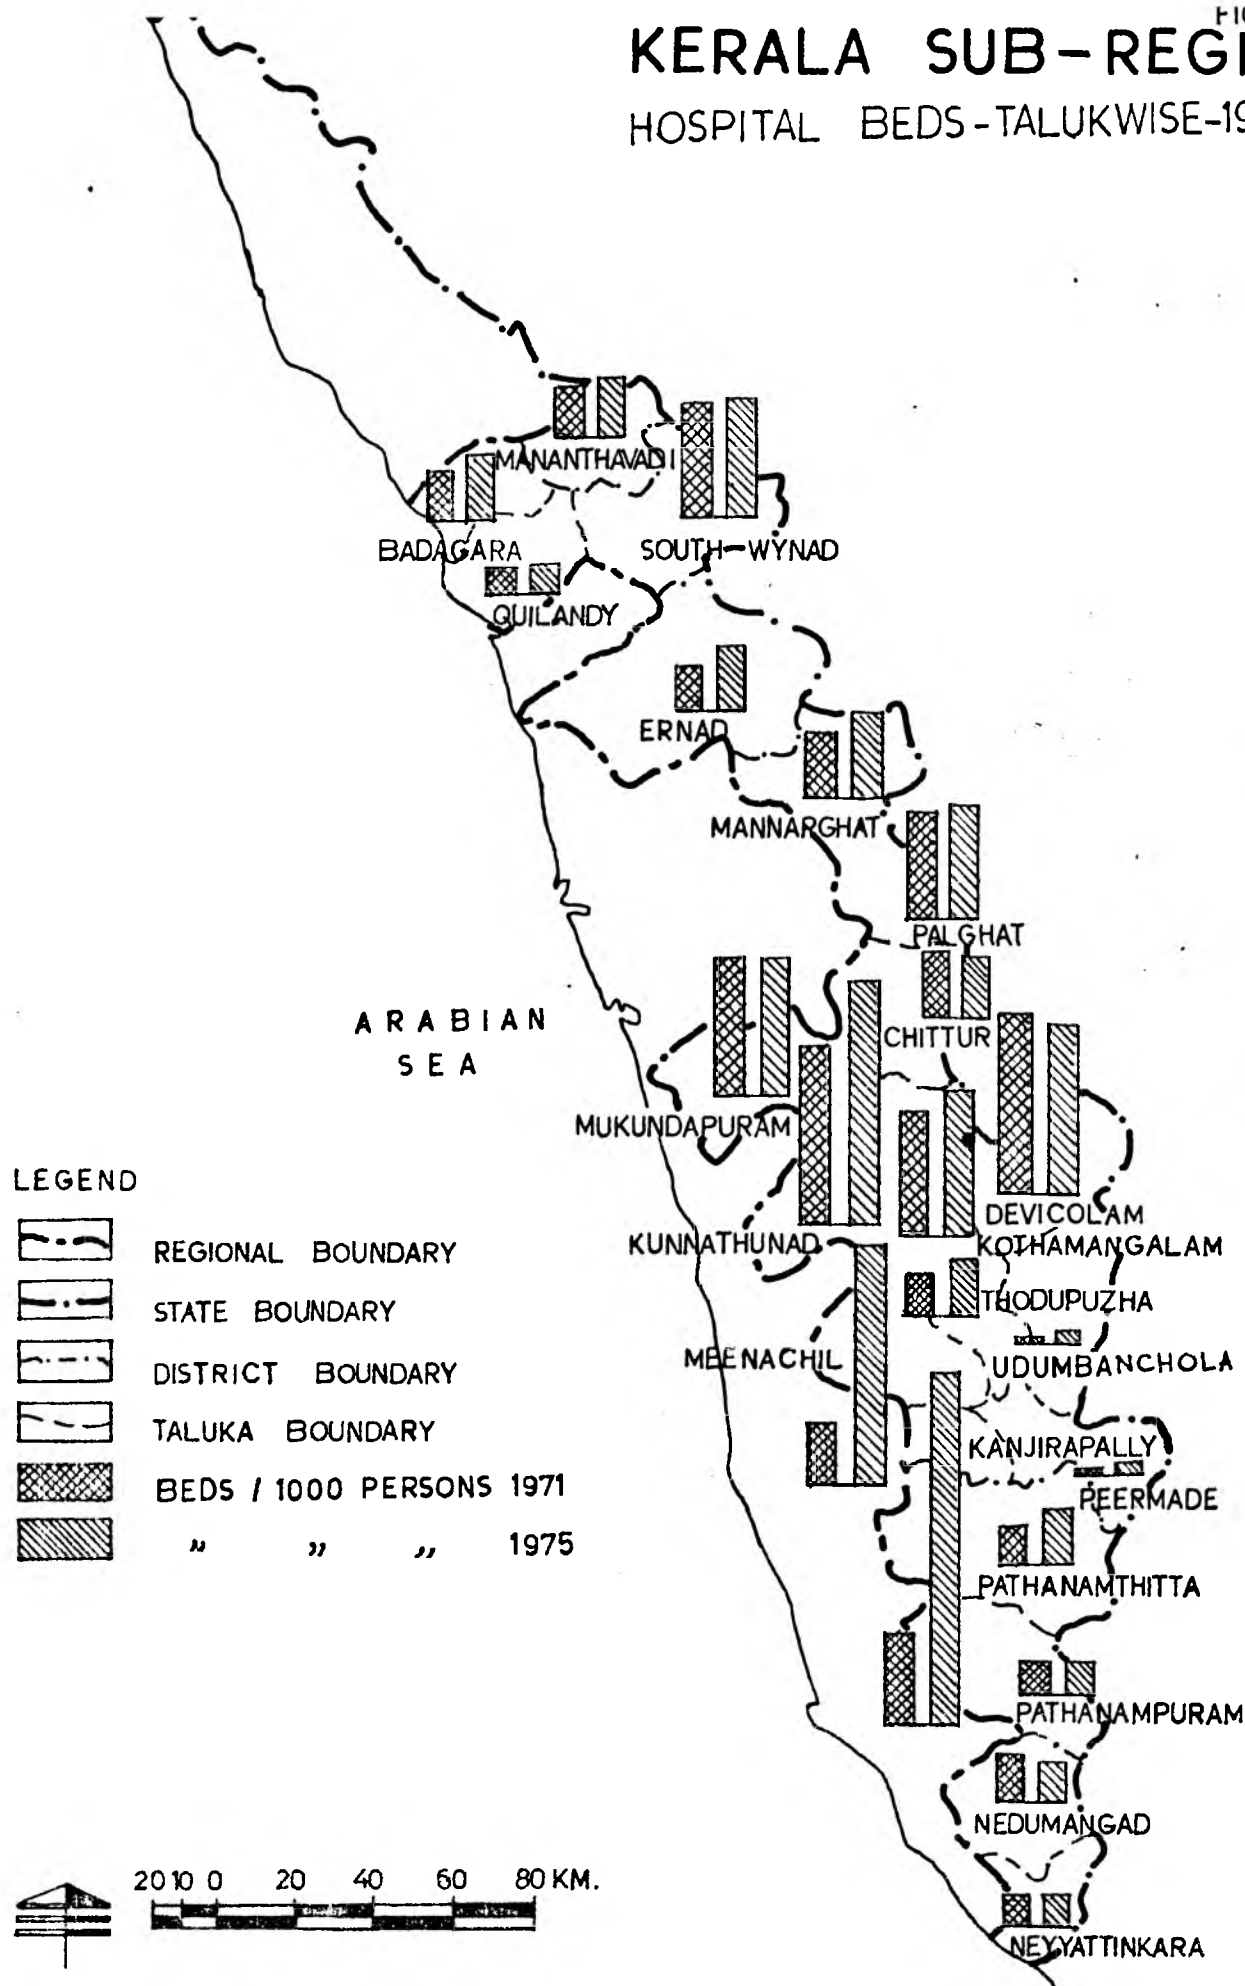 KERALA SUB-REGI
HOSPITAL BEDS-TALUKWISE-19
MANANTHAVADI
BADAGARA
SOUTH-WYNAD
QUILANDY
ERNAD
MANNARGHAT
PALGHAT
ARABIAN
SEA
CHITTUR
MUKUNDAPURAM
DEVICOLAM
KUNNATHUNAD
KOTHAMANGALAM
THODUPUZHA
MEENACHIL
UDUMBANCHOLA
KANJIRAPALLY
PEERMADE
PATHANAMTHITTA
PATHANAMPURAM
NEDUMANGAD
NEYYATTINKARA
LEGEND
REGIONAL BOUNDARY
STATE BOUNDARY
DISTRICT BOUNDARY
TALUKA BOUNDARY
BEDS / 1000 PERSONS 1971
" " " 1975
20 10 0 20 40 60 80 KM.